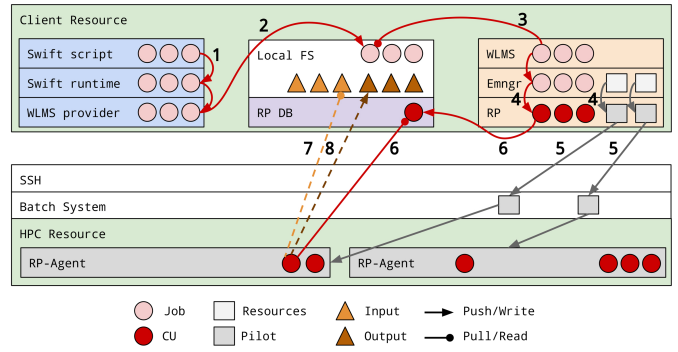 Client Resource
Swift script
Swift runtime
WLMS provider
1
2
Local FS
RP DB
3
WLMS
Emngr
RP
4
4
7
8
6
6
5
5
SSH
Batch System
HPC Resource
RP-Agent
RP-Agent
Job
Resources
Input
Push/Write
CU
Pilot
Output
Pull/Read